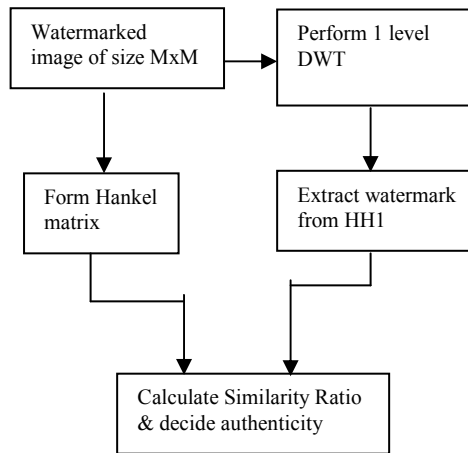 Watermarked
image of size MxM
Perform 1 level
DWT
Form Hankel
matrix
Extract watermark
from HH1
Calculate Similarity Ratio
& decide authenticity